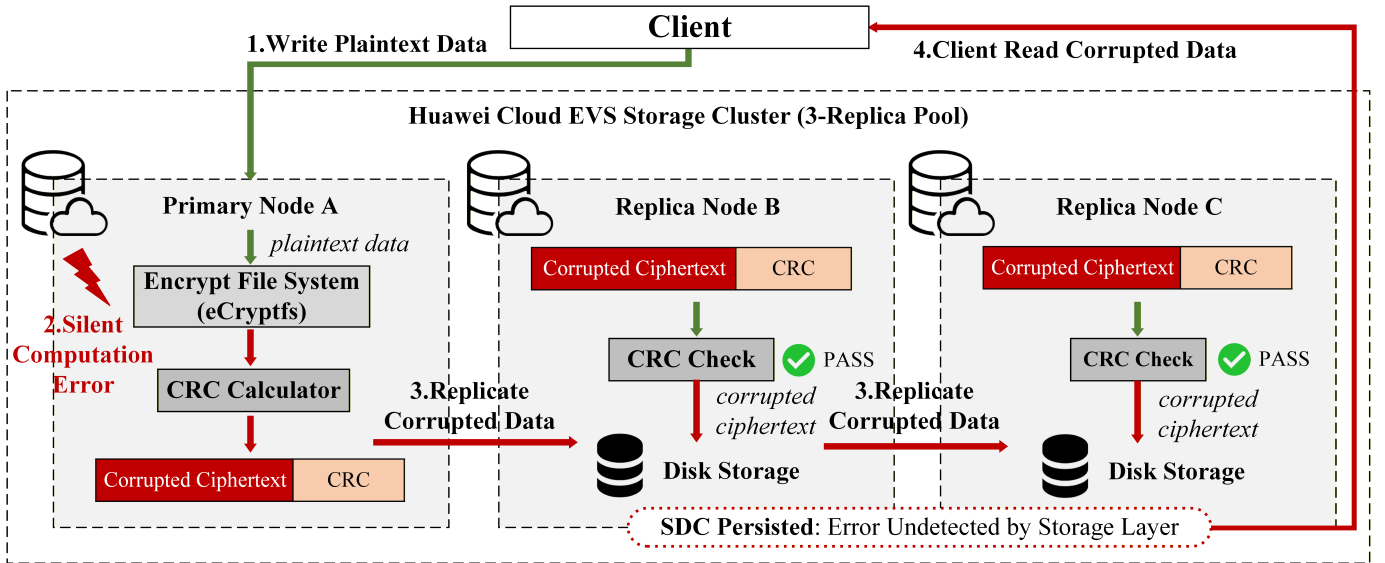 Client
1.Write Plaintext Data
4.Client Read Corrupted Data
Huawei Cloud EVS Storage Cluster (3-Replica Pool)
Primary Node A
plaintext data
Encrypt File System
(eCryptfs)
2.Silent
Computation
Error
CRC Calculator
Corrupted Ciphertext
CRC
3.Replicate
Corrupted Data
Replica Node B
Corrupted Ciphertext
CRC
CRC Check
PASS
corrupted
ciphertext
Disk Storage
3.Replicate
Corrupted Data
Replica Node C
Corrupted Ciphertext
CRC
CRC Check
PASS
corrupted
ciphertext
Disk Storage
SDC Persisted: Error Undetected by Storage Layer